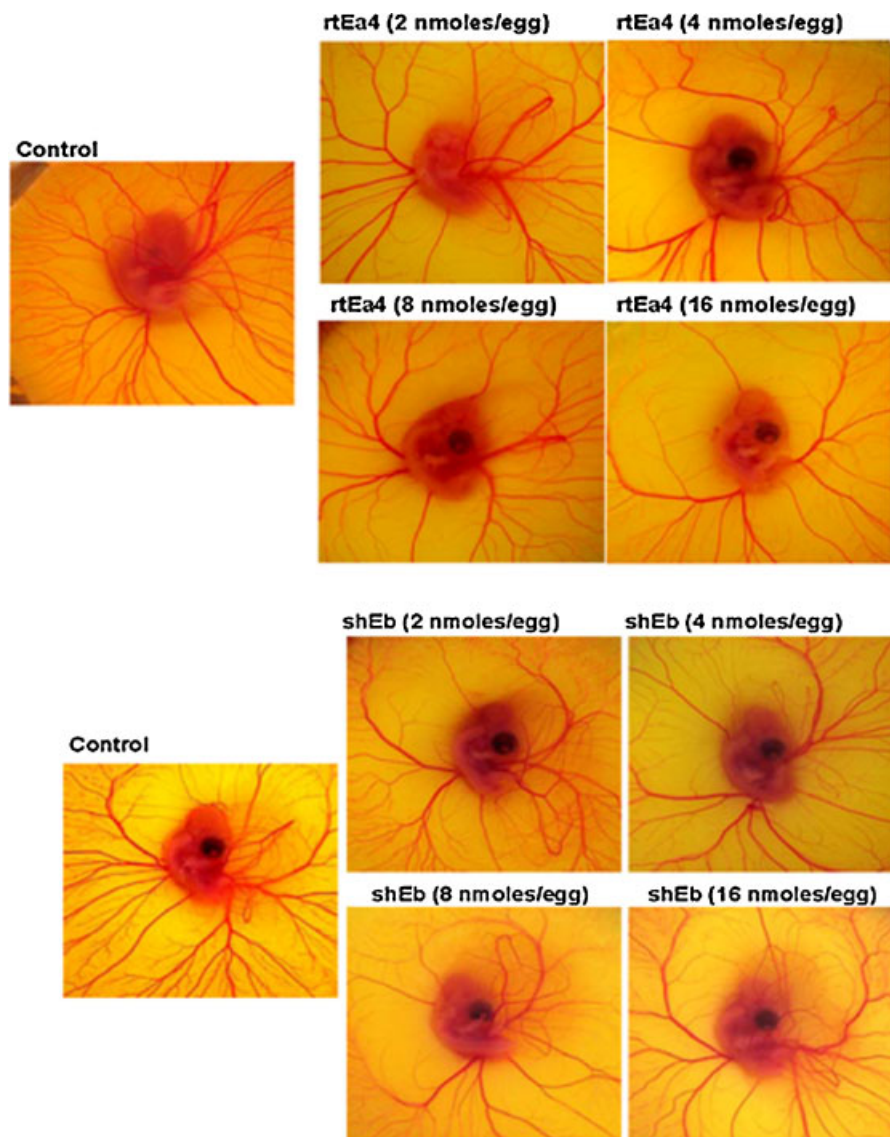 rtEa4 (2 nmoles/egg) rtEa4 (4 nmoles/egg)
Control
rtEa4 (8 nmoles/egg) rtEa4 (16 nmoles/egg)
shEb (2 nmoles/egg) shEb (4 nmoles/egg)
Control
shEb (8 nmoles/egg) shEb (16 nmoles/egg)